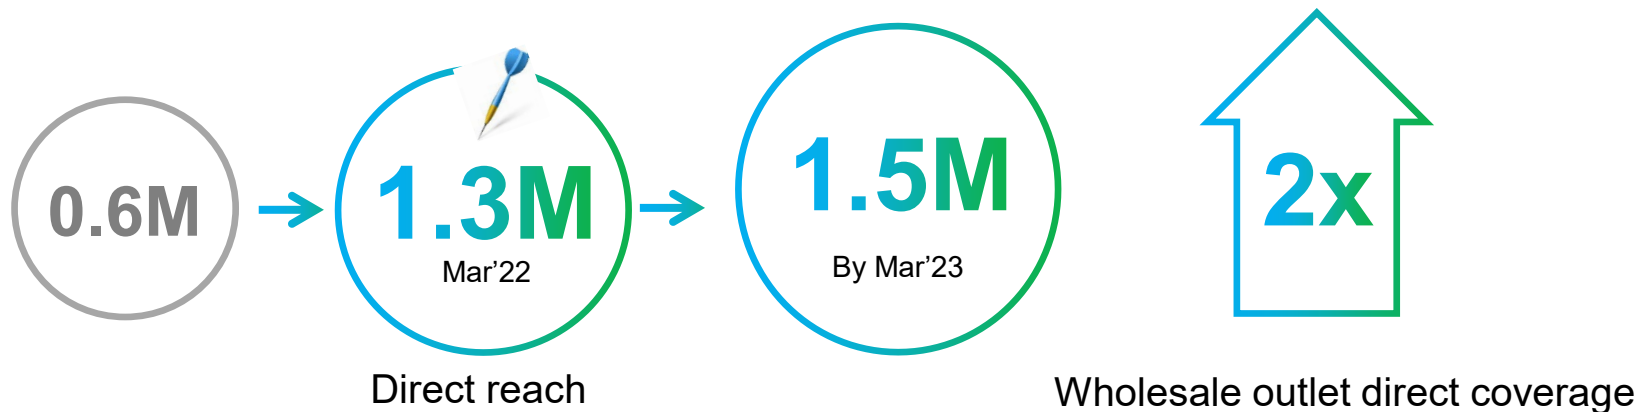 0.6M
1.3M
Mar’22
Direct reach
1.5M
By Mar’23
2x
Wholesale outlet direct coverage